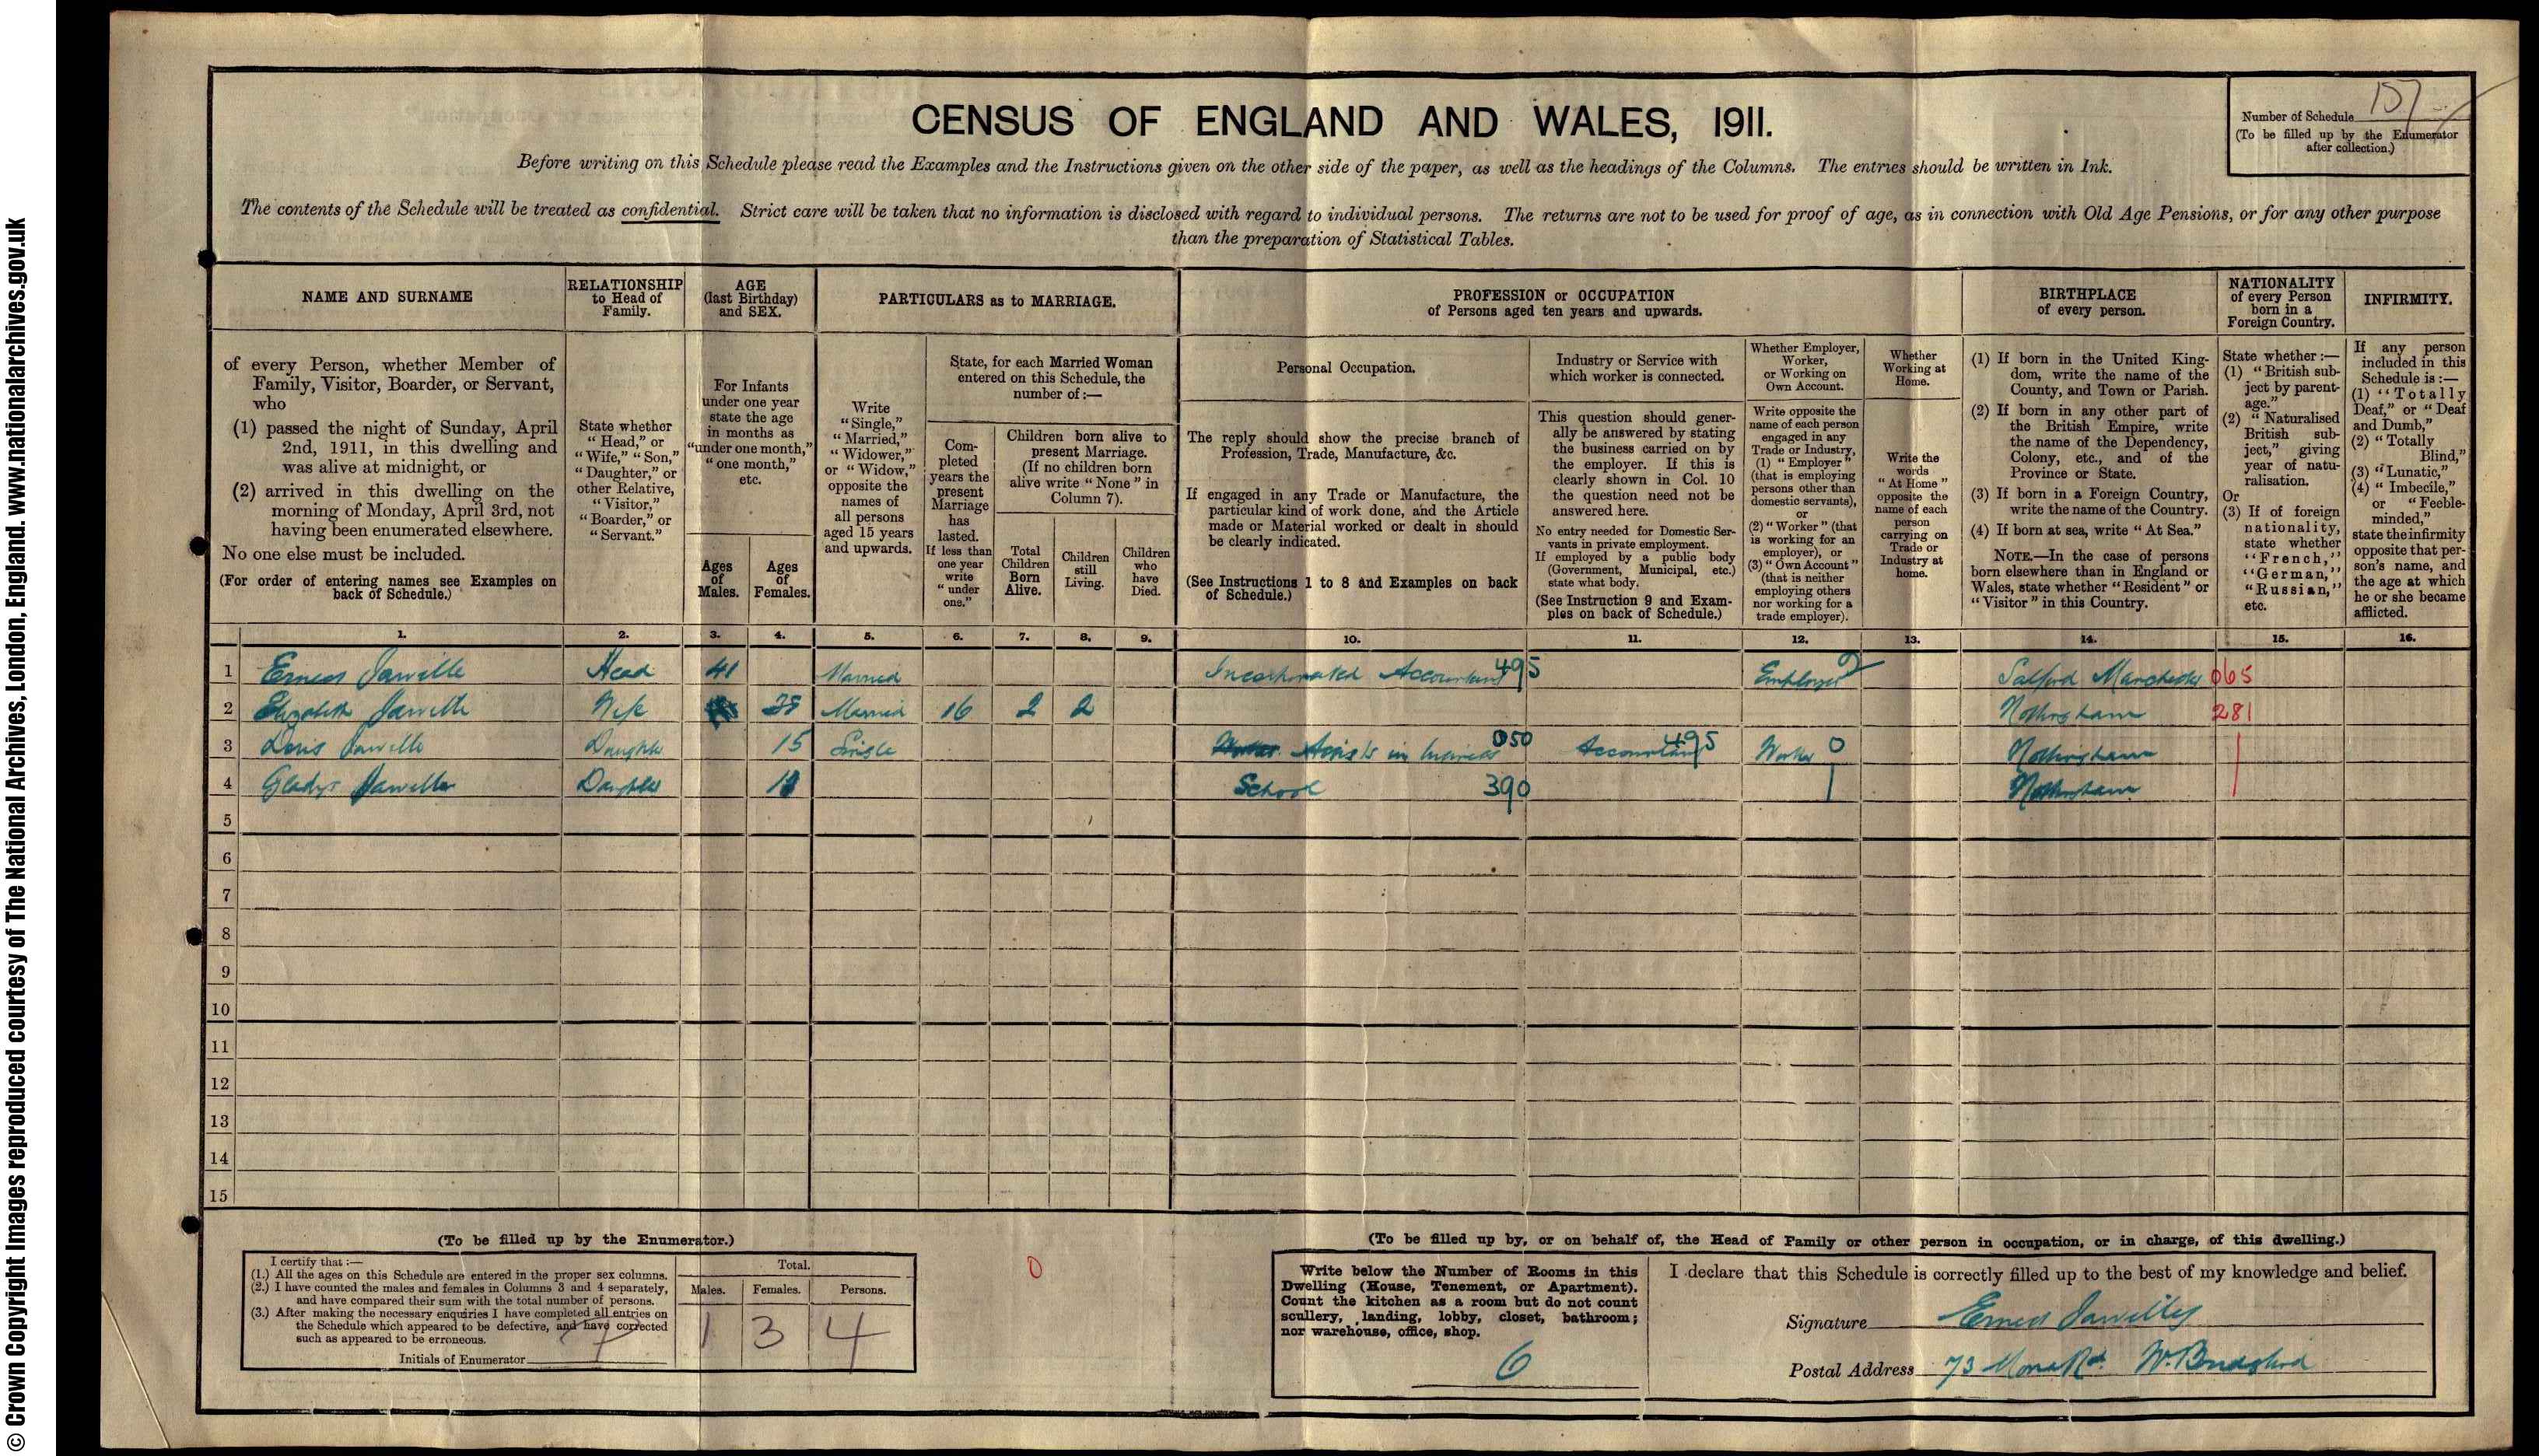 © Crown Copyright Images reproduced courtesy of The National Archives, London, England. www.nationalarchives.gov.uk
CENSUS OF ENGLAND AND WALES, 1911.
Number of Schedule 157
(To be filled up by the Enumerator after collection.)
Before writing on this Schedule please read the Examples and the Instructions given on the other side of the paper, as well as the headings of the Columns. The entries should be written in Ink.
The contents of the Schedule will be treated as confidential. Strict care will be taken that no information is disclosed with regard to individual persons. The returns are not to be used for proof of age, as in connection with Old Age Pensions, or for any other purpose
than the preparation of Statistical Tables.
NAME AND SURNAME
of every Person, whether Member of
Family, Visitor, Boarder, or Servant,
who
(1) passed the night of Sunday, April
2nd, 1911, in this dwelling and
was alive at midnight, or
(2) arrived in this dwelling on the
morning of Monday, April 3rd, not
having been enumerated elsewhere.
No one else must be included.
(For order of entering names see Examples on
back of Schedule.)
RELATIONSHIP
to Head of
Family.
State whether
"Head," or
"Wife," "Son,"
"Daughter," or
other Relative,
"Visitor,"
"Boarder," or
"Servant."
AGE
(last Birthday)
and SEX.
For Infants
under one year
state the age
in months as
"under one month,"
"one month,"
etc.
Ages
of
Males.
Ages
of
Females.
PARTICULARS as to MARRIAGE.
Write
"Single,"
"Married,"
"Widower,"
or "Widow,"
opposite the
names of
all persons
aged 15 years
and upwards.
State, for each Married Woman
entered on this Schedule, the
number of :—
Com-
pleted
years the
present
Marriage
has
lasted.
If less than
one year
write
"under
one."
Children born alive to
present Marriage.
(If no children born
alive write "None" in
Column 7).
Total
Children
Born
Alive.
Children
still
Living.
Children
who
have
Died.
PROFESSION or OCCUPATION
of Persons aged ten years and upwards.
Personal Occupation.
The reply should show the precise branch of
Profession, Trade, Manufacture, &c.
If engaged in any Trade or Manufacture, the
particular kind of work done, and the Article
made or Material worked or dealt in should
be clearly indicated.
(See Instructions 1 to 8 and Examples on back
of Schedule.)
Industry or Service with
which worker is connected.
This question should gener-
ally be answered by stating
the business carried on by
the employer. If this is
clearly shown in Col. 10
the question need not be
answered here.
No entry needed for Domestic Ser-
vants in private employment.
If employed by a public body
(Government, Municipal, etc.)
state what body.
(See Instruction 9 and Exam-
ples on back of Schedule.)
Whether Employer,
Worker,
or Working on
Own Account.
Write opposite the
name of each person
engaged in any
Trade or Industry,
(1) "Employer"
(that is employing
persons other than
domestic servants),
or
(2) "Worker" (that
is working for an
employer), or
(3) "Own Account"
(that is neither
employing others
nor working for a
trade employer).
Whether
Working at
Home.
Write the
words
"At Home"
opposite the
name of each
person
carrying on
Trade or
Industry at
home.
BIRTHPLACE
of every person.
(1) If born in the United King-
dom, write the name of the
County, and Town or Parish.
(2) If born in any other part of
the British Empire, write
the name of the Dependency,
Colony, etc., and of the
Province or State.
(3) If born in a Foreign Country,
write the name of the Country.
(4) If born at sea, write "At Sea."
NOTE.—In the case of persons
born elsewhere than in England or
Wales, state whether "Resident" or
"Visitor" in this Country.
NATIONALITY
of every Person
born in a
Foreign Country.
State whether :—
(1) "British sub-
ject by parent-
age."
(2) "Naturalised
British sub-
ject," giving
year of natu-
ralisation.
Or
(3) If of foreign
nationality,
state whether
"French,"
"German,"
"Russian,"
etc.
INFIRMITY.
If any person
included in this
Schedule is :—
(1) "Totally
Deaf," or "Deaf
and Dumb,"
(2) "Totally
Blind,"
(3) "Lunatic,"
(4) "Imbecile,"
or "Feeble-
minded,"
state the infirmity
opposite that per-
son's name, and
the age at which
he or she became
afflicted.
1. 2. 3. 4. 5. 6. 7. 8. 9. 10. 11. 12. 13. 14. 15. 16.
1 Ernest Head 41 Married Incorporated Accountant 495 Employer Salford Manchester 065
2 Elizabeth Wife 38 Married 16 2 2 Nottingham 281
3 Doris Daughter 15 Single Assists in business 050 Accountant 495 Worker 0 Nottingham
4 Gladys Daughter School 390 Nottingham
5
6
7
8
9
10
11
12
13
14
15
(To be filled up by the Enumerator.)
I certify that :—
(1.) All the ages on this Schedule are entered in the proper sex columns.
(2.) I have counted the males and females in Columns 3 and 4 separately,
and have compared their sum with the total number of persons.
(3.) After making the necessary enquiries I have completed all entries on
the Schedule which appeared to be defective, and have corrected
such as appeared to be erroneous.
Initials of Enumerator
Total.
Males. Females. Persons.
1 3 4
0
(To be filled up by, or on behalf of, the Head of Family or other person in occupation, or in charge, of this dwelling.)
Write below the Number of Rooms in this
Dwelling (House, Tenement, or Apartment).
Count the kitchen as a room but do not count
scullery, landing, lobby, closet, bathroom;
nor warehouse, office, shop.
6
I declare that this Schedule is correctly filled up to the best of my knowledge and belief.
Signature Ernest
Postal Address 73 Mona Rd. W. Bridgford